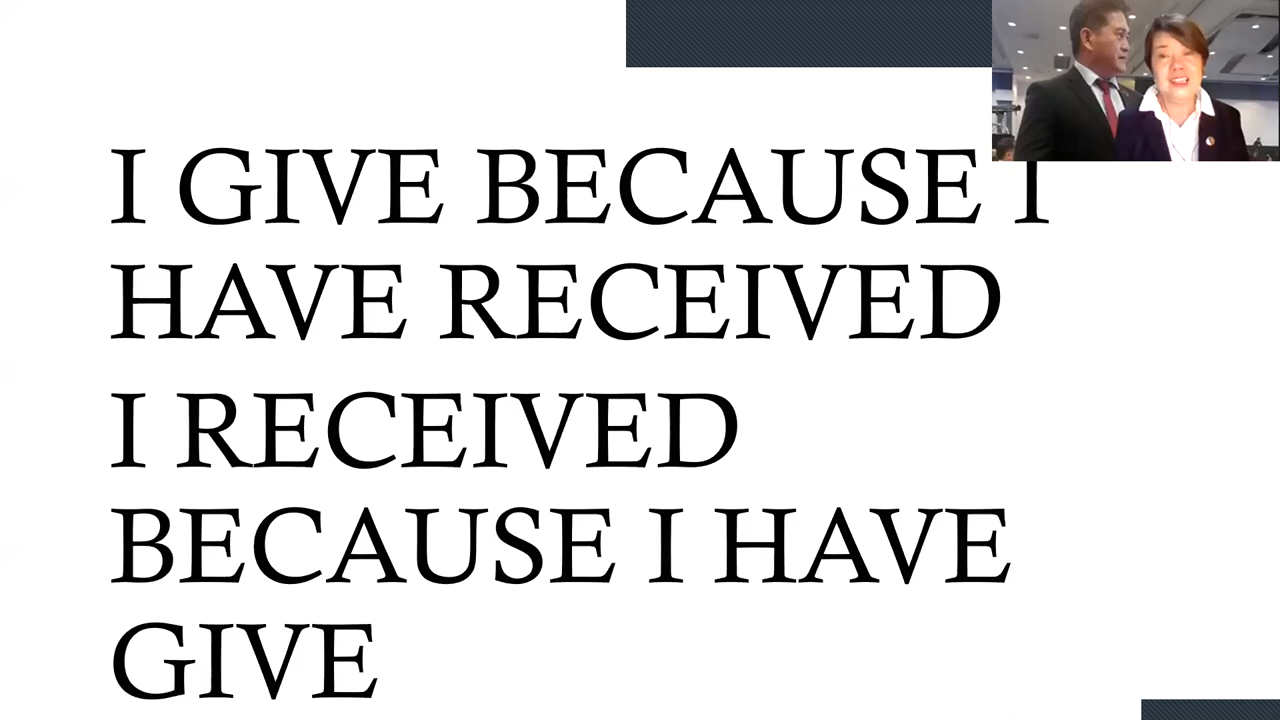 I GIVE BECAUSE I
HAVE RECEIVED
I RECEIVED
BECAUSE I HAVE
GIVE